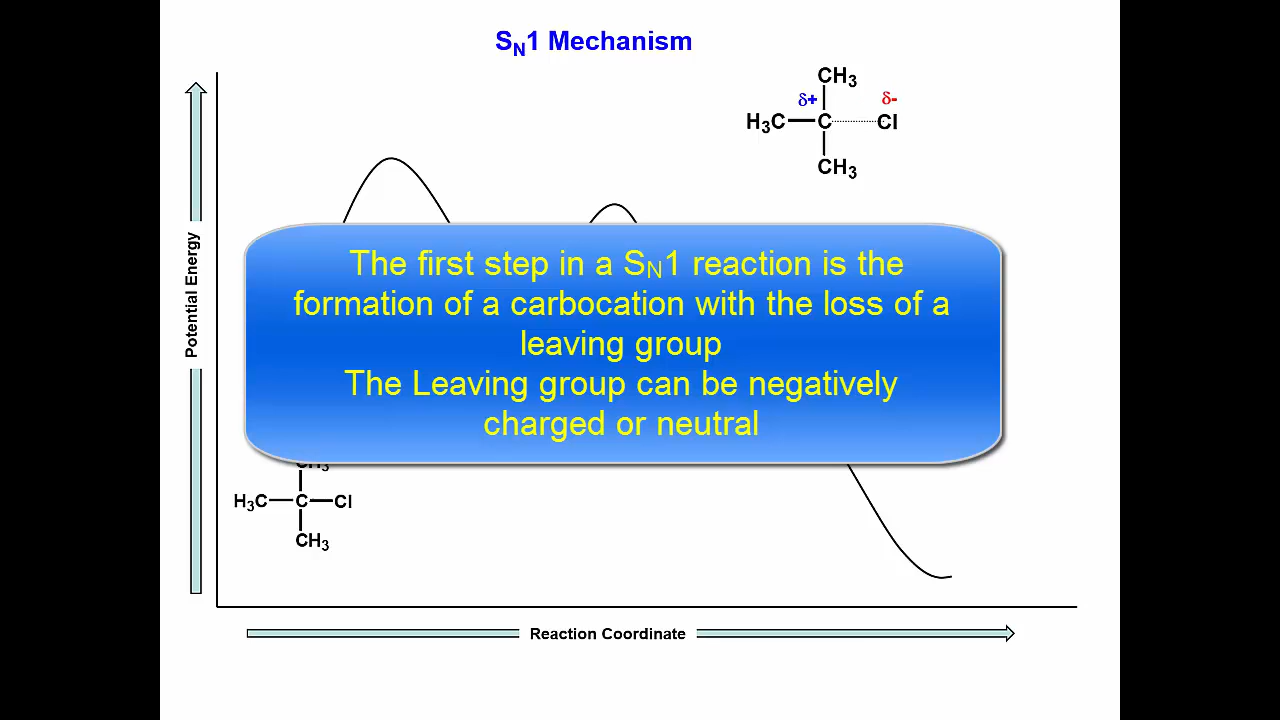 S_N1 Mechanism
CH₃
δ+ δ-
H₃C C Cl
CH₃
Potential Energy
The first step in a S_N1 reaction is the
formation of a carbocation with the loss of a
leaving group
The Leaving group can be negatively
charged or neutral
CH₃
H₃C C Cl
CH₃
Reaction Coordinate